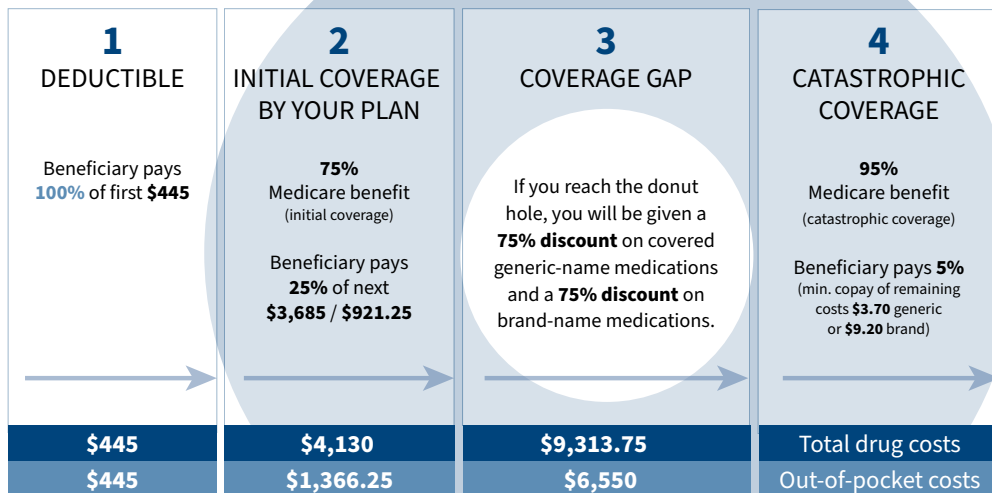 1
DEDUCTIBLE
Beneficiary pays
100% of first $445
2
INITIAL COVERAGE
BY YOUR PLAN
75%
Medicare benefit
(initial coverage)
Beneficiary pays
25% of next
$3,685 / $921.25
3
COVERAGE GAP
If you reach the donut
hole, you will be given a
75% discount on covered
generic-name medications
and a 75% discount on
brand-name medications.
4
CATASTROPHIC
COVERAGE
95%
Medicare benefit
(catastrophic coverage)
Beneficiary pays 5%
(min. copay of remaining
costs $3.70 generic
or $9.20 brand)
$445 $4,130 $9,313.75 Total drug costs
$445 $1,366.25 $6,550 Out-of-pocket costs